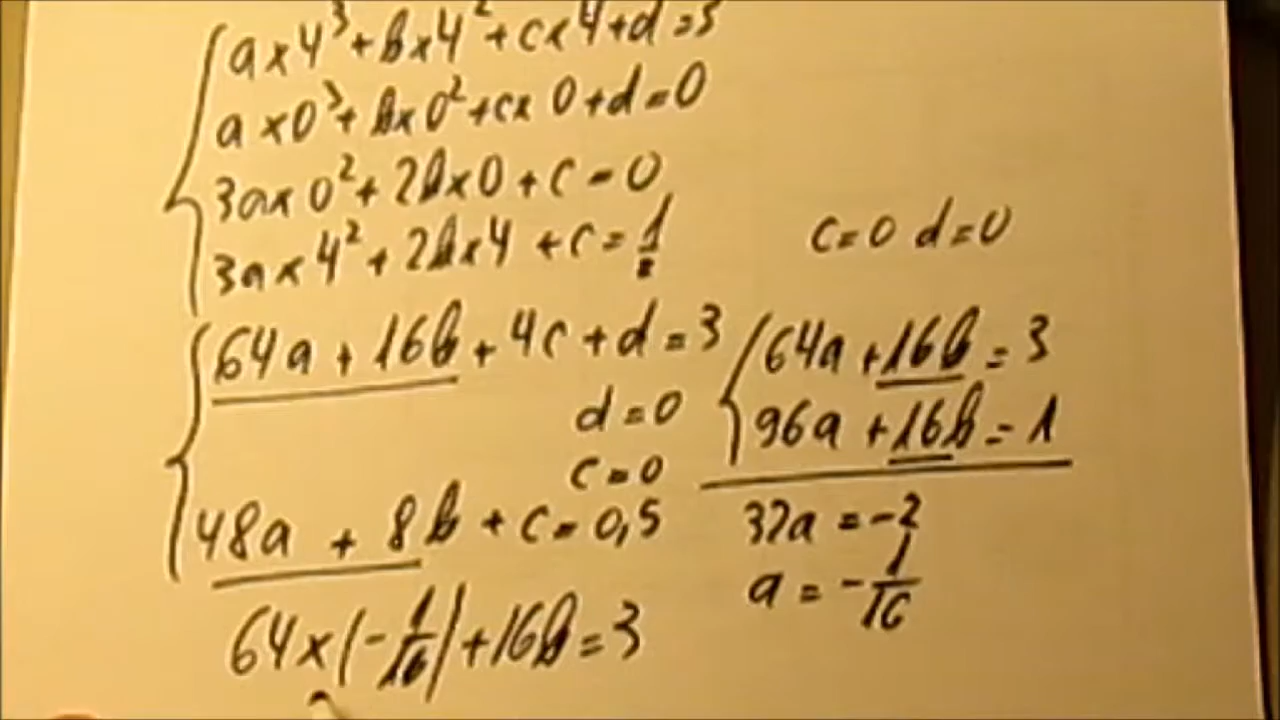 a×4³+b×4²+c×4+d=3
a×0³+b×0²+c×0+d=0
3a×0²+2b×0+c=0
3a×4²+2b×4+c=
c=0 d=0
64a+16b+4c+d=3
d=0
c=0
48a+8b+c=0,5
64a+16b=3
96a+16b=1
32a=-2
a=-1/16
64×(-1/16)+16b=3